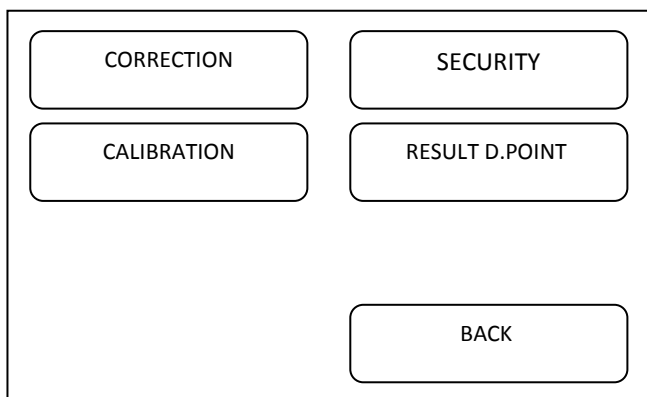 CORRECTION
SECURITY
CALIBRATION
RESULT D.POINT
BACK